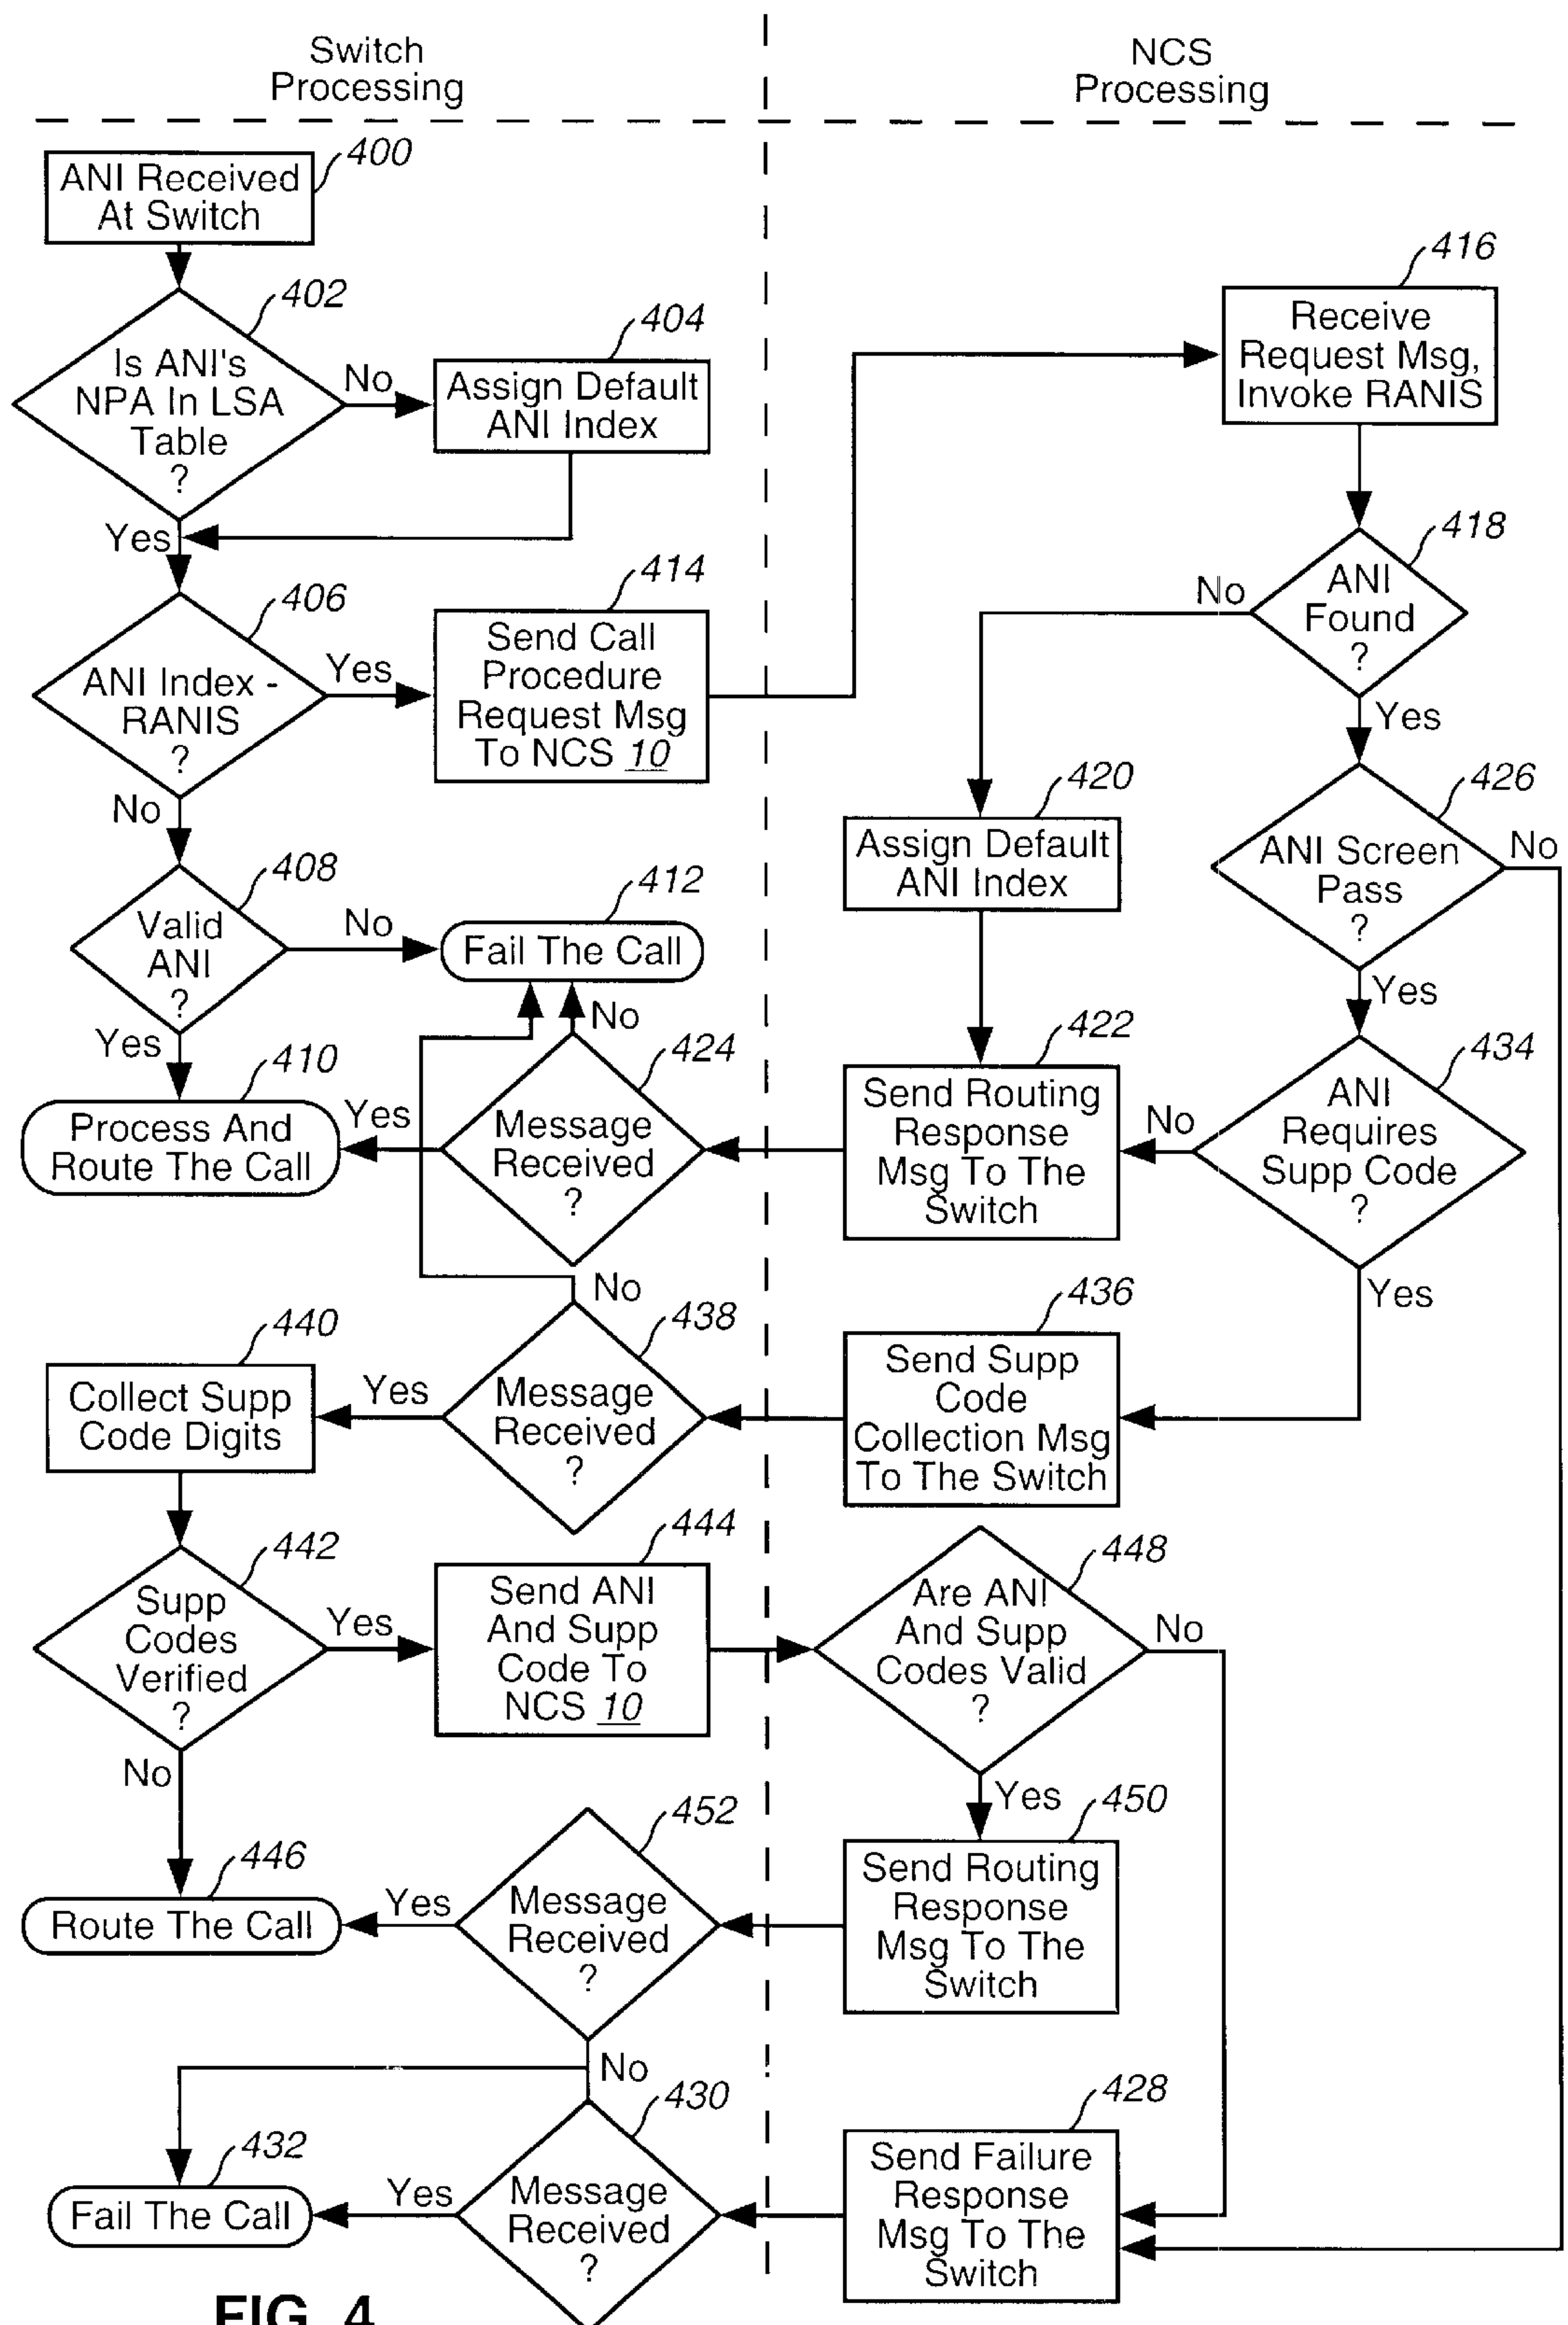 Switch
Processing
NCS
Processing
400
ANI Received
At Switch
402
Is ANI's
NPA In LSA
Table
?
No
Yes
404
Assign Default
ANI Index
406
ANI Index -
RANIS
?
Yes
No
414
Send Call
Procedure
Request Msg
To NCS 10
416
Receive
Request Msg,
Invoke RANIS
418
ANI
Found
?
No
Yes
420
Assign Default
ANI Index
426
ANI Screen
Pass
?
No
Yes
408
Valid
ANI
?
No
Yes
412
Fail The Call
410
Process And
Route The Call
424
Message
Received
?
No
Yes
422
Send Routing
Response
Msg To The
Switch
434
ANI
Requires
Supp Code
?
No
Yes
436
Send Supp
Code
Collection Msg
To The Switch
438
Message
Received
?
No
Yes
440
Collect Supp
Code Digits
442
Supp
Codes
Verified
?
Yes
No
444
Send ANI
And Supp
Code To
NCS 10
448
Are ANI
And Supp
Codes Valid
?
No
Yes
450
Send Routing
Response
Msg To The
Switch
452
Message
Received
?
Yes
No
446
Route The Call
428
Send Failure
Response
Msg To The
Switch
430
Message
Received
?
Yes
432
Fail The Call
FIG. 4